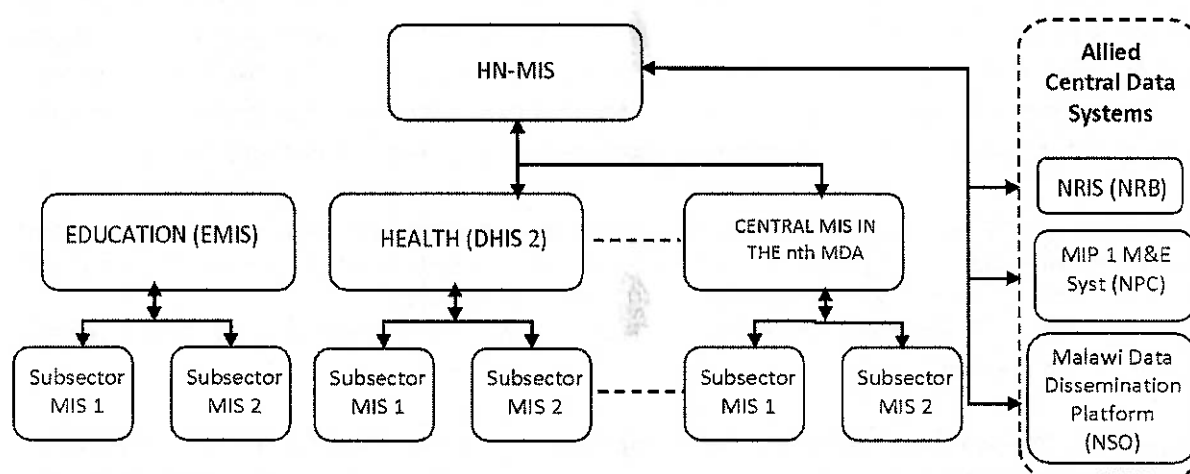 HN-MIS
Allied
Central Data
Systems
NRIS (NRB)
MIP 1 M&E
Syst (NPC)
Malawi Data
Dissemination
Platform
(NSO)
EDUCATION (EMIS)
HEALTH (DHIS 2)
CENTRAL MIS IN
THE nth MDA
Subsector
MIS 1
Subsector
MIS 2
Subsector
MIS 1
Subsector
MIS 2
Subsector
MIS 1
Subsector
MIS 2